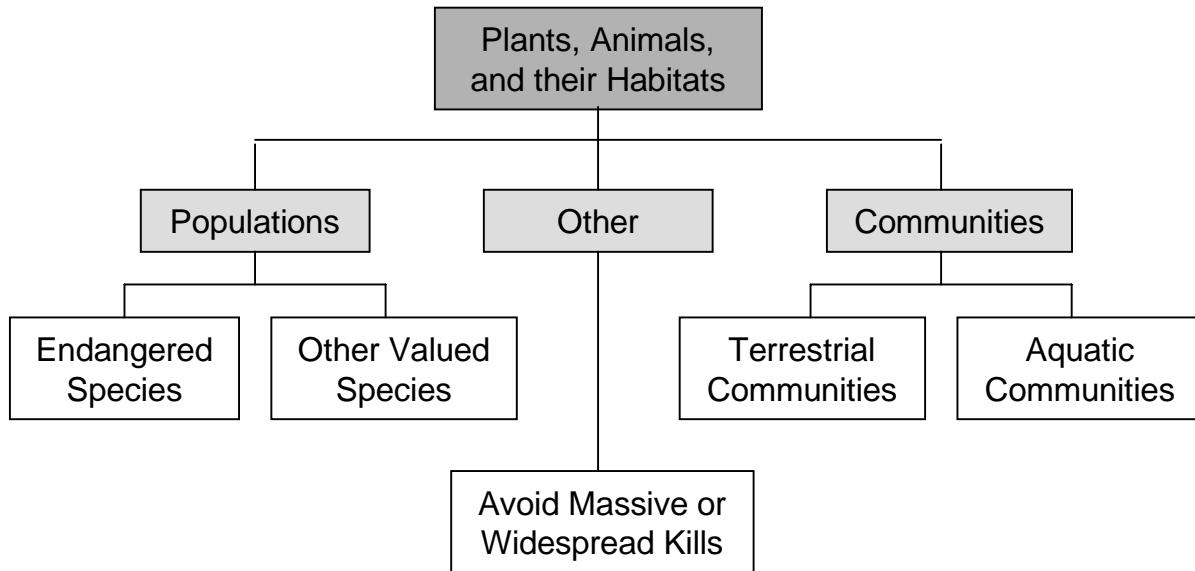 Plants, Animals,
and their Habitats
Populations
Other
Communities
Endangered
Species
Other Valued
Species
Terrestrial
Communities
Aquatic
Communities
Avoid Massive or
Widespread Kills